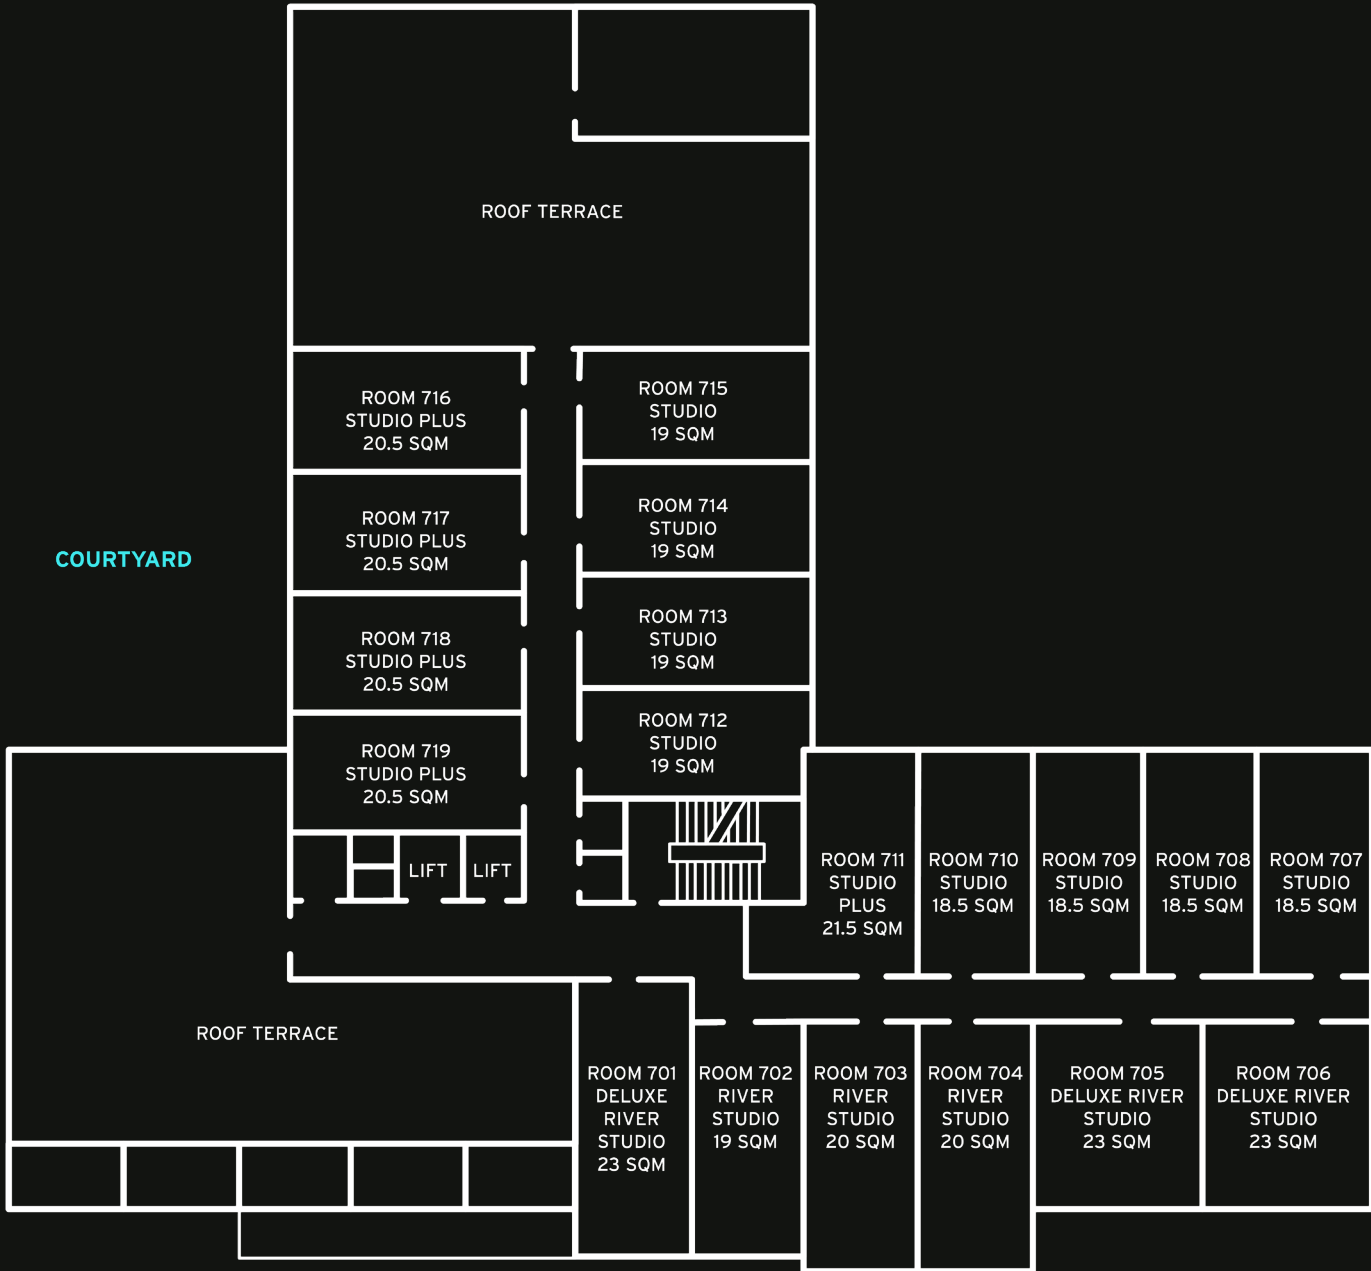 ROOF TERRACE
ROOM 716
STUDIO PLUS
20.5 SQM
ROOM 715
STUDIO
19 SQM
ROOM 717
STUDIO PLUS
20.5 SQM
ROOM 714
STUDIO
19 SQM
COURTYARD
ROOM 718
STUDIO PLUS
20.5 SQM
ROOM 713
STUDIO
19 SQM
ROOM 719
STUDIO PLUS
20.5 SQM
ROOM 712
STUDIO
19 SQM
LIFT
LIFT
ROOM 711
STUDIO
PLUS
21.5 SQM
ROOM 710
STUDIO
18.5 SQM
ROOM 709
STUDIO
18.5 SQM
ROOM 708
STUDIO
18.5 SQM
ROOM 707
STUDIO
18.5 SQM
ROOF TERRACE
ROOM 701
DELUXE
RIVER
STUDIO
23 SQM
ROOM 702
RIVER
STUDIO
19 SQM
ROOM 703
RIVER
STUDIO
20 SQM
ROOM 704
RIVER
STUDIO
20 SQM
ROOM 705
DELUXE RIVER
STUDIO
23 SQM
ROOM 706
DELUXE RIVER
STUDIO
23 SQM